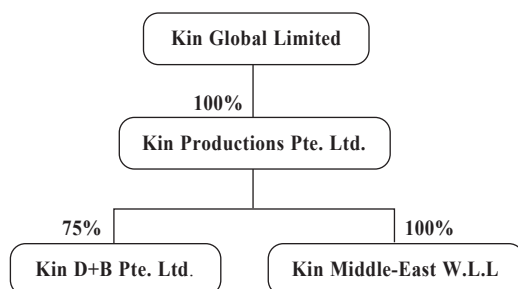 Kin Global Limited
100%
Kin Productions Pte. Ltd.
75%
100%
Kin D+B Pte. Ltd.
Kin Middle-East W.L.L